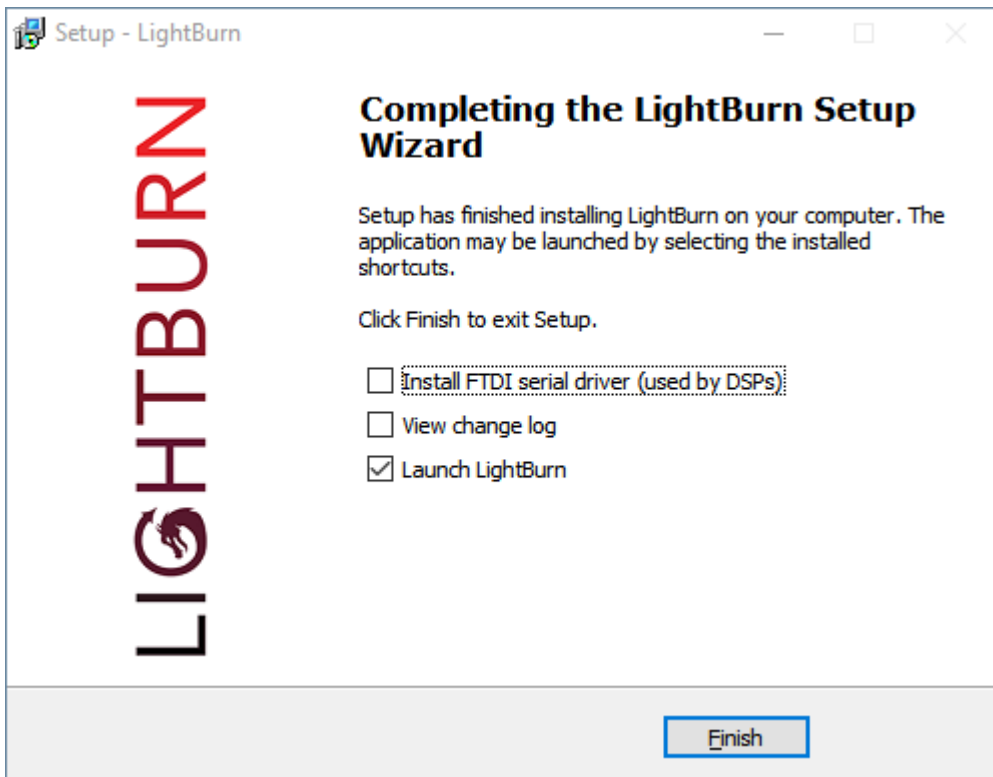 Setup - LightBurn
LIGHTBURN
Completing the LightBurn Setup
Wizard
Setup has finished installing LightBurn on your computer. The
application may be launched by selecting the installed
shortcuts.
Click Finish to exit Setup.
Install FTDI serial driver (used by DSPs)
View change log
Launch LightBurn
Finish